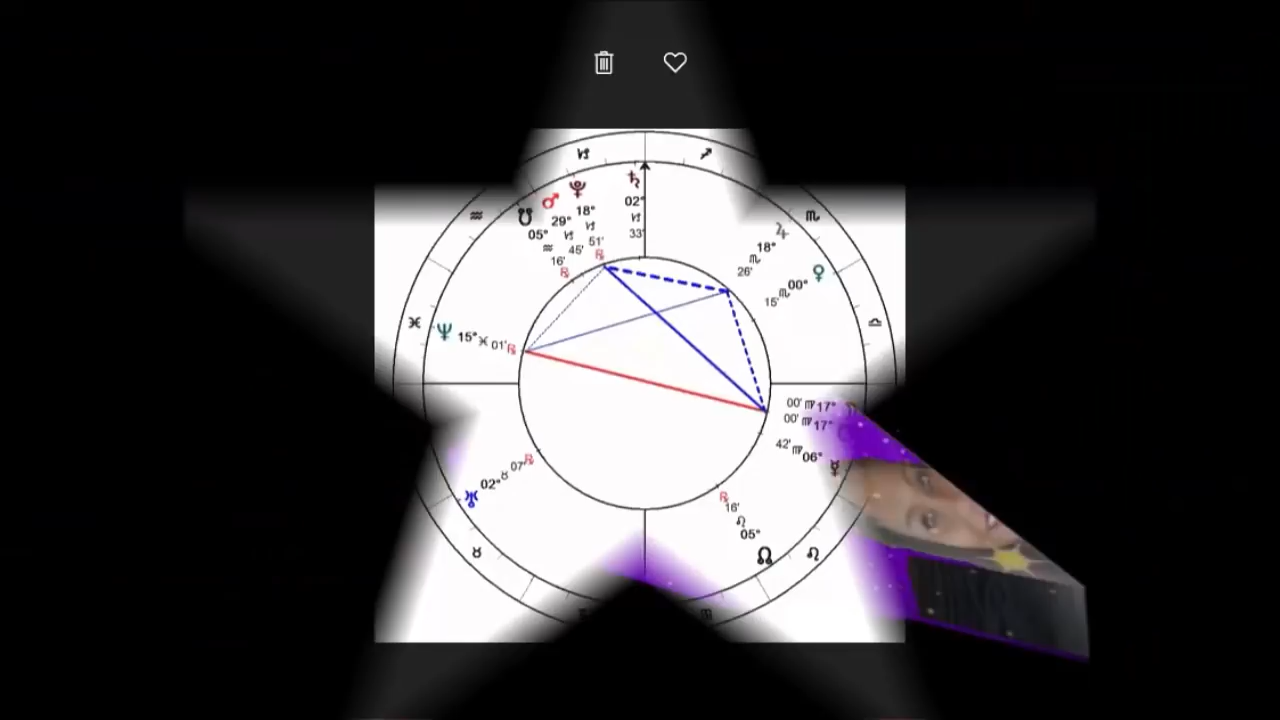 ♑ ♐
♒ ♏
♓ ♎
♉ ♌
☋ 05° ♒ 16' ℞
♂ 29° ♑ 45'
♇ 18° ♑ 51' ℞
♄ 02° ♑ 33'
♃ 18° ♏ 26'
♀ 00° ♏ 15'
♆ 15° ♓ 01' ℞
00' ♍ 17°
00' ♍ 17°
42' ♍ 06° ☿
♅ 02° ♉ 07' ℞
℞ 16' ♌ 05° ☊